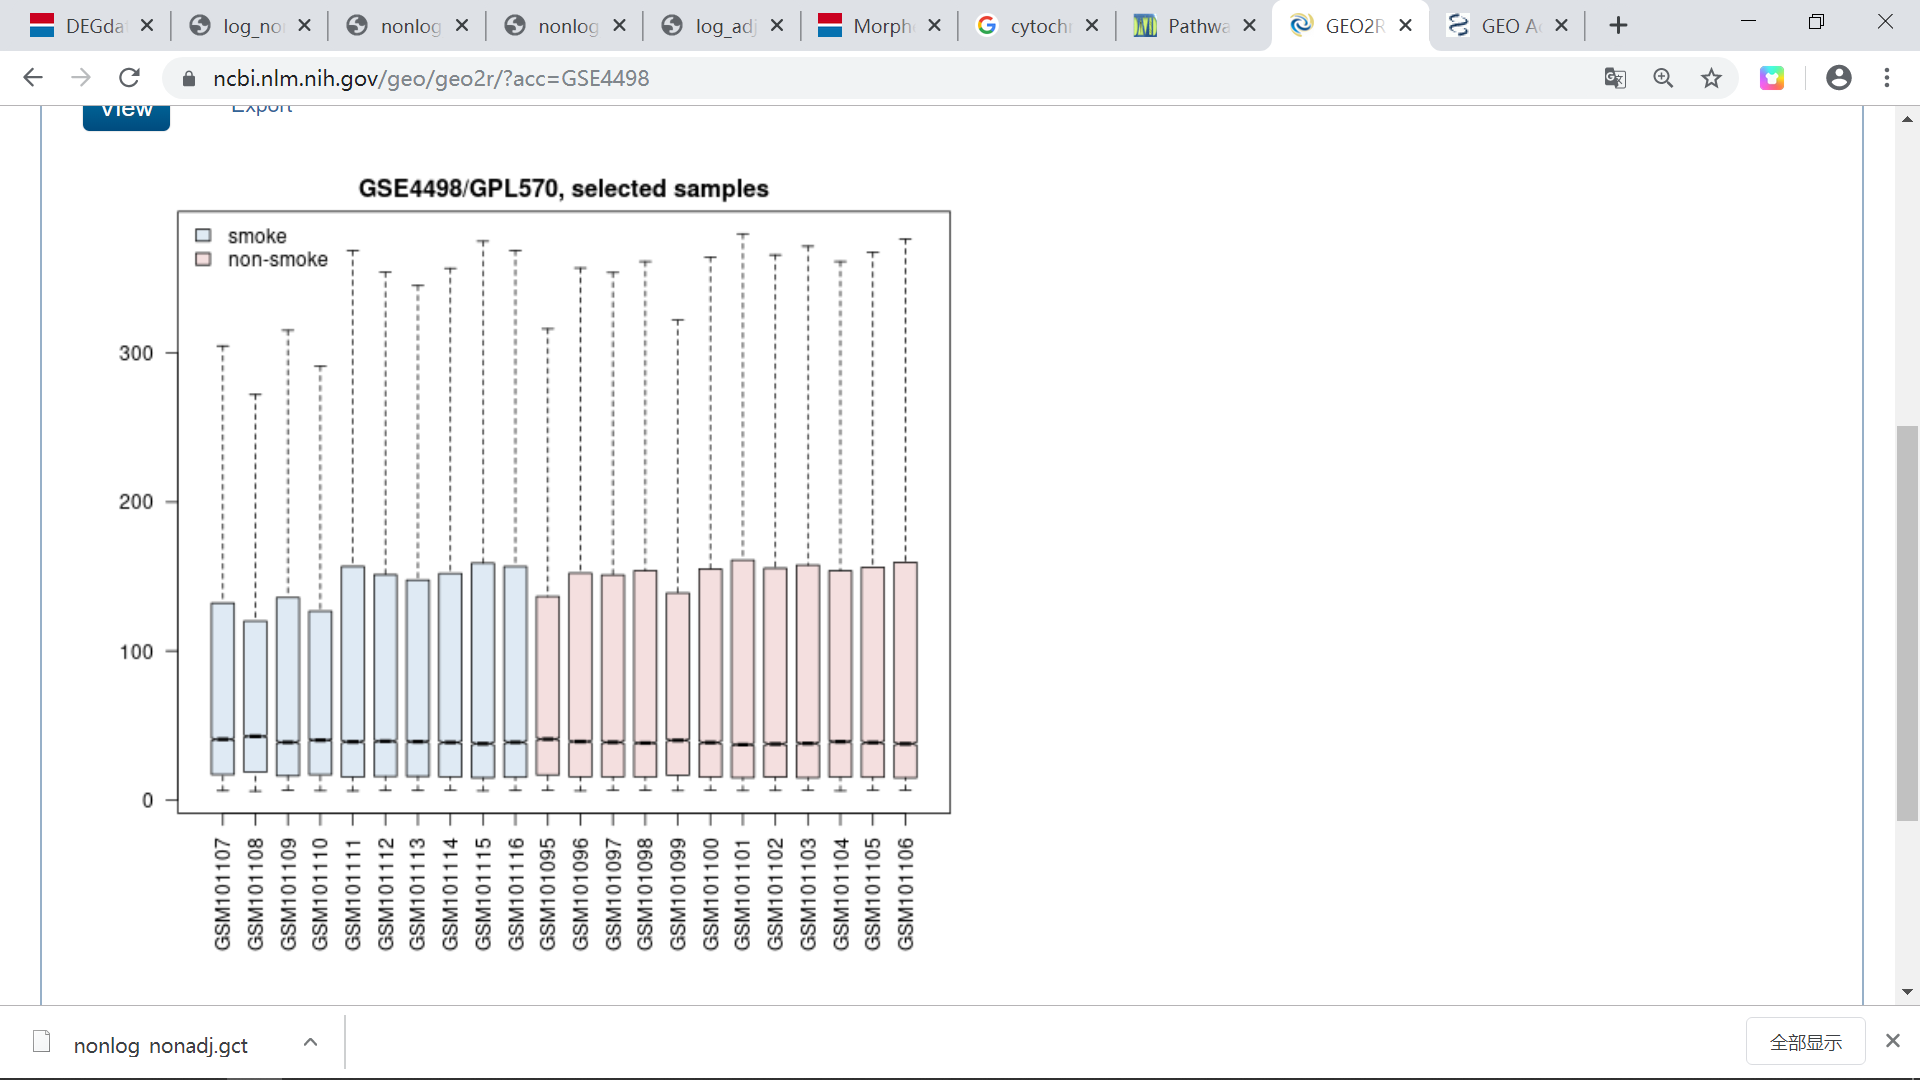 DEGda
log_no
nonlog
nonlog
log_adj
Morph
cytoch
Pathwa
GEO2R
GEO A
ncbi.nlm.nih.gov/geo/geo2r/?acc=GSE4498
View
Export
GSE4498/GPL570, selected samples
smoke
non-smoke
300
200
100
0
GSM101107
GSM101108
GSM101109
GSM101110
GSM101111
GSM101112
GSM101113
GSM101114
GSM101115
GSM101116
GSM101095
GSM101096
GSM101097
GSM101098
GSM101099
GSM101100
GSM101101
GSM101102
GSM101103
GSM101104
GSM101105
GSM101106
nonlog_nonadj.gct
全部显示